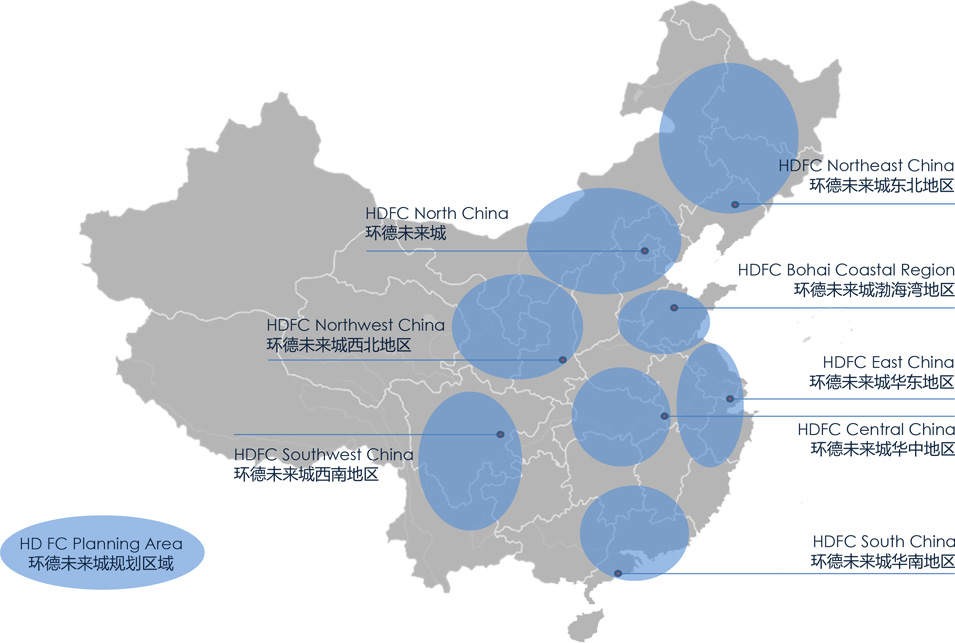 HDFC Northeast China
环德未来城东北地区
HDFC North China
环德未来城
HDFC Bohai Coastal Region
环德未来城渤海湾地区
HDFC Northwest China
环德未来城西北地区
HDFC East China
环德未来城华东地区
HDFC Central China
环德未来城华中地区
HDFC Southwest China
环德未来城西南地区
HD FC Planning Area
环德未来城规划区域
HDFC South China
环德未来城华南地区